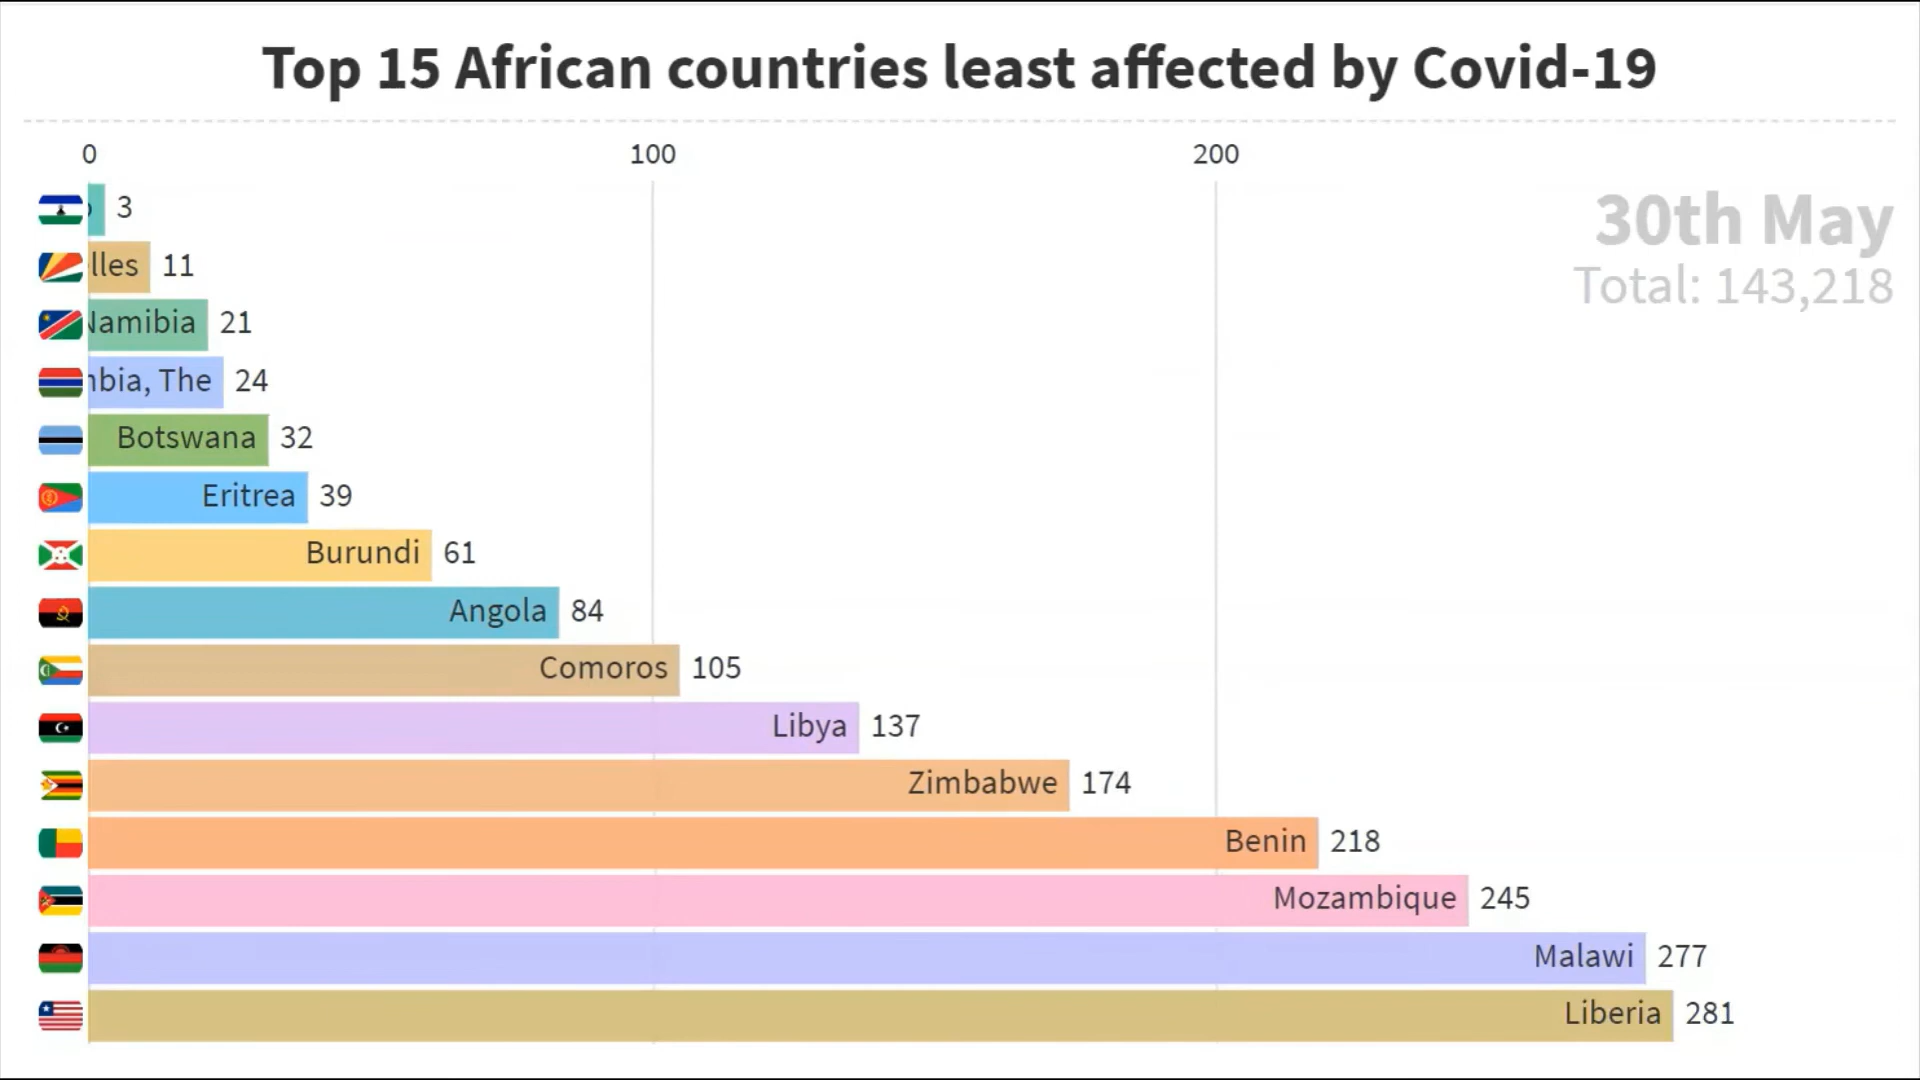 Top 15 African countries least affected by Covid-19
0 100 200
30th May
Total: 143,218
3
lles 11
Namibia 21
nbia, The 24
Botswana 32
Eritrea 39
Burundi 61
Angola 84
Comoros 105
Libya 137
Zimbabwe 174
Benin 218
Mozambique 245
Malawi 277
Liberia 281